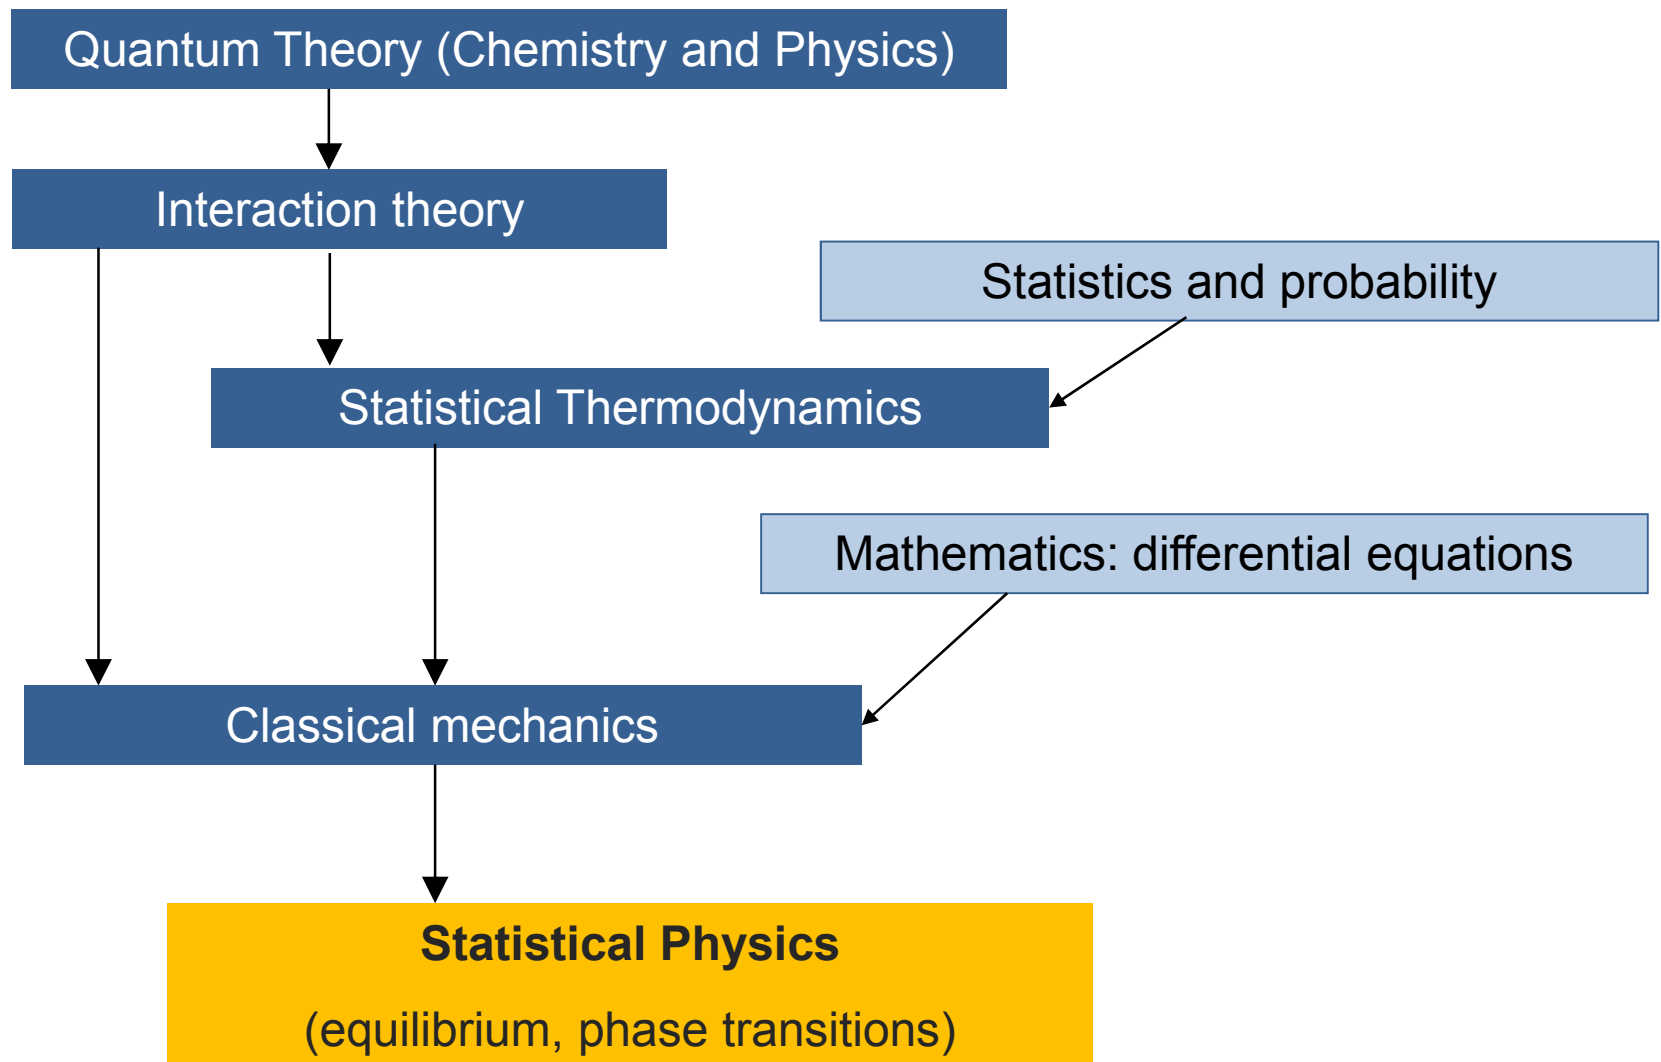 Quantum Theory (Chemistry and Physics)
Interaction theory
Statistics and probability
Statistical Thermodynamics
Mathematics: differential equations
Classical mechanics
Statistical Physics
(equilibrium, phase transitions)